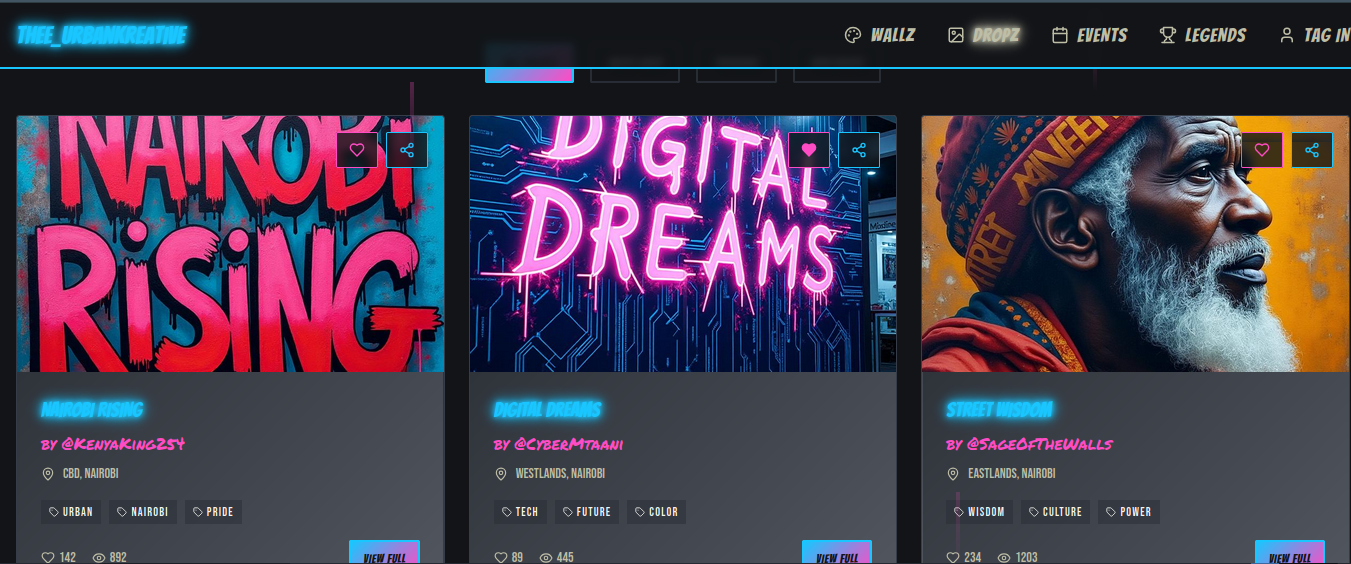 THEE_URBANKREATIVE
WALLZ
DROPZ
EVENTS
LEGENDS
TAG IN
NAIROBI
RISING
DIGITAL
DREAMS
NAIROBI RISING
BY @KENYAKING254
CBD, NAIROBI
URBAN
NAIROBI
PRIDE
142
892
VIEW FULL
DIGITAL DREAMS
BY @CYBERMTAANI
WESTLANDS, NAIROBI
TECH
FUTURE
COLOR
89
445
VIEW FULL
STREET WISDOM
BY @SAGEOFTHEWALLS
EASTLANDS, NAIROBI
WISDOM
CULTURE
POWER
234
1203
VIEW FULL